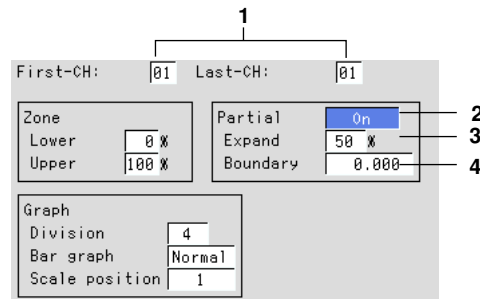 1
First-CH: 01 Last-CH: 01
Zone
Lower 0 %
Upper 100 %
Partial On 2
Expand 50 % 3
Boundary 0.000 4
Graph
Division 4
Bar graph Normal
Scale position 1